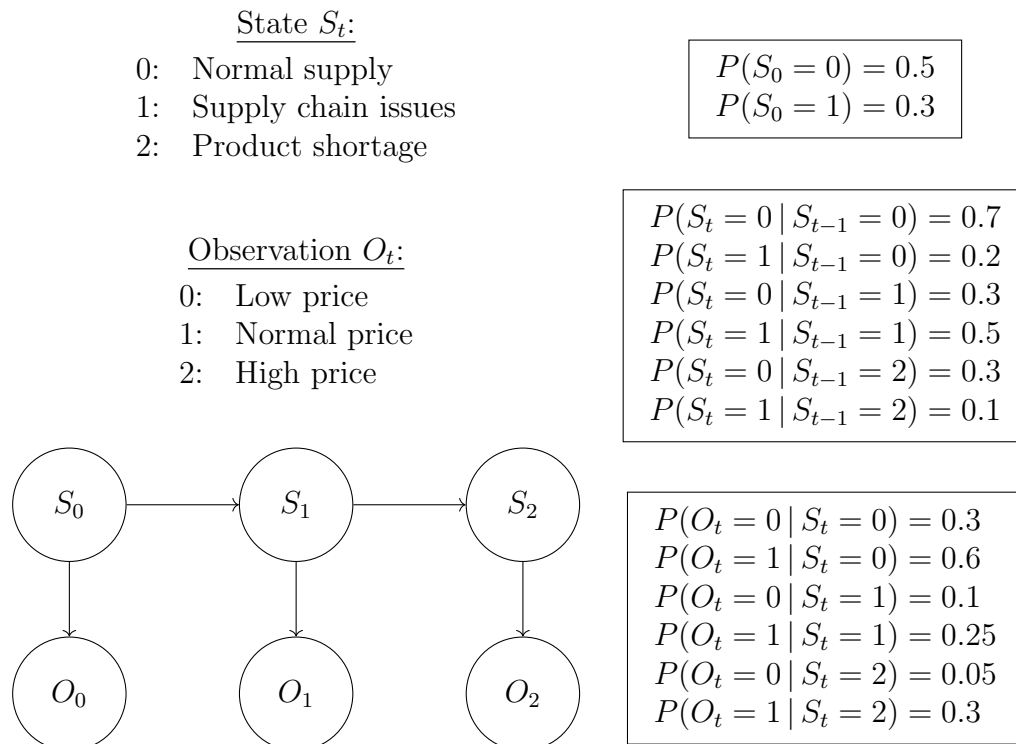 State S_t:
0: Normal supply
1: Supply chain issues
2: Product shortage
P(S_0 = 0) = 0.5
P(S_0 = 1) = 0.3
Observation O_t:
0: Low price
1: Normal price
2: High price
P(S_t = 0 | S_{t−1} = 0) = 0.7
P(S_t = 1 | S_{t−1} = 0) = 0.2
P(S_t = 0 | S_{t−1} = 1) = 0.3
P(S_t = 1 | S_{t−1} = 1) = 0.5
P(S_t = 0 | S_{t−1} = 2) = 0.3
P(S_t = 1 | S_{t−1} = 2) = 0.1
S_0 S_1 S_2
O_0 O_1 O_2
P(O_t = 0 | S_t = 0) = 0.3
P(O_t = 1 | S_t = 0) = 0.6
P(O_t = 0 | S_t = 1) = 0.1
P(O_t = 1 | S_t = 1) = 0.25
P(O_t = 0 | S_t = 2) = 0.05
P(O_t = 1 | S_t = 2) = 0.3